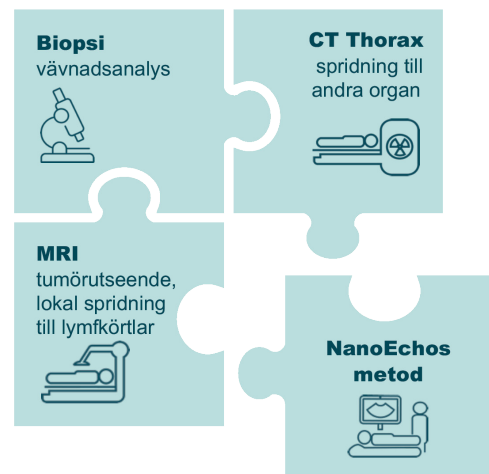 Biopsi
vävnadsanalys
CT Thorax
spridning till
andra organ
MRI
tumörutseende,
lokal spridning
till lymfkörtlar
NanoEchos
metod